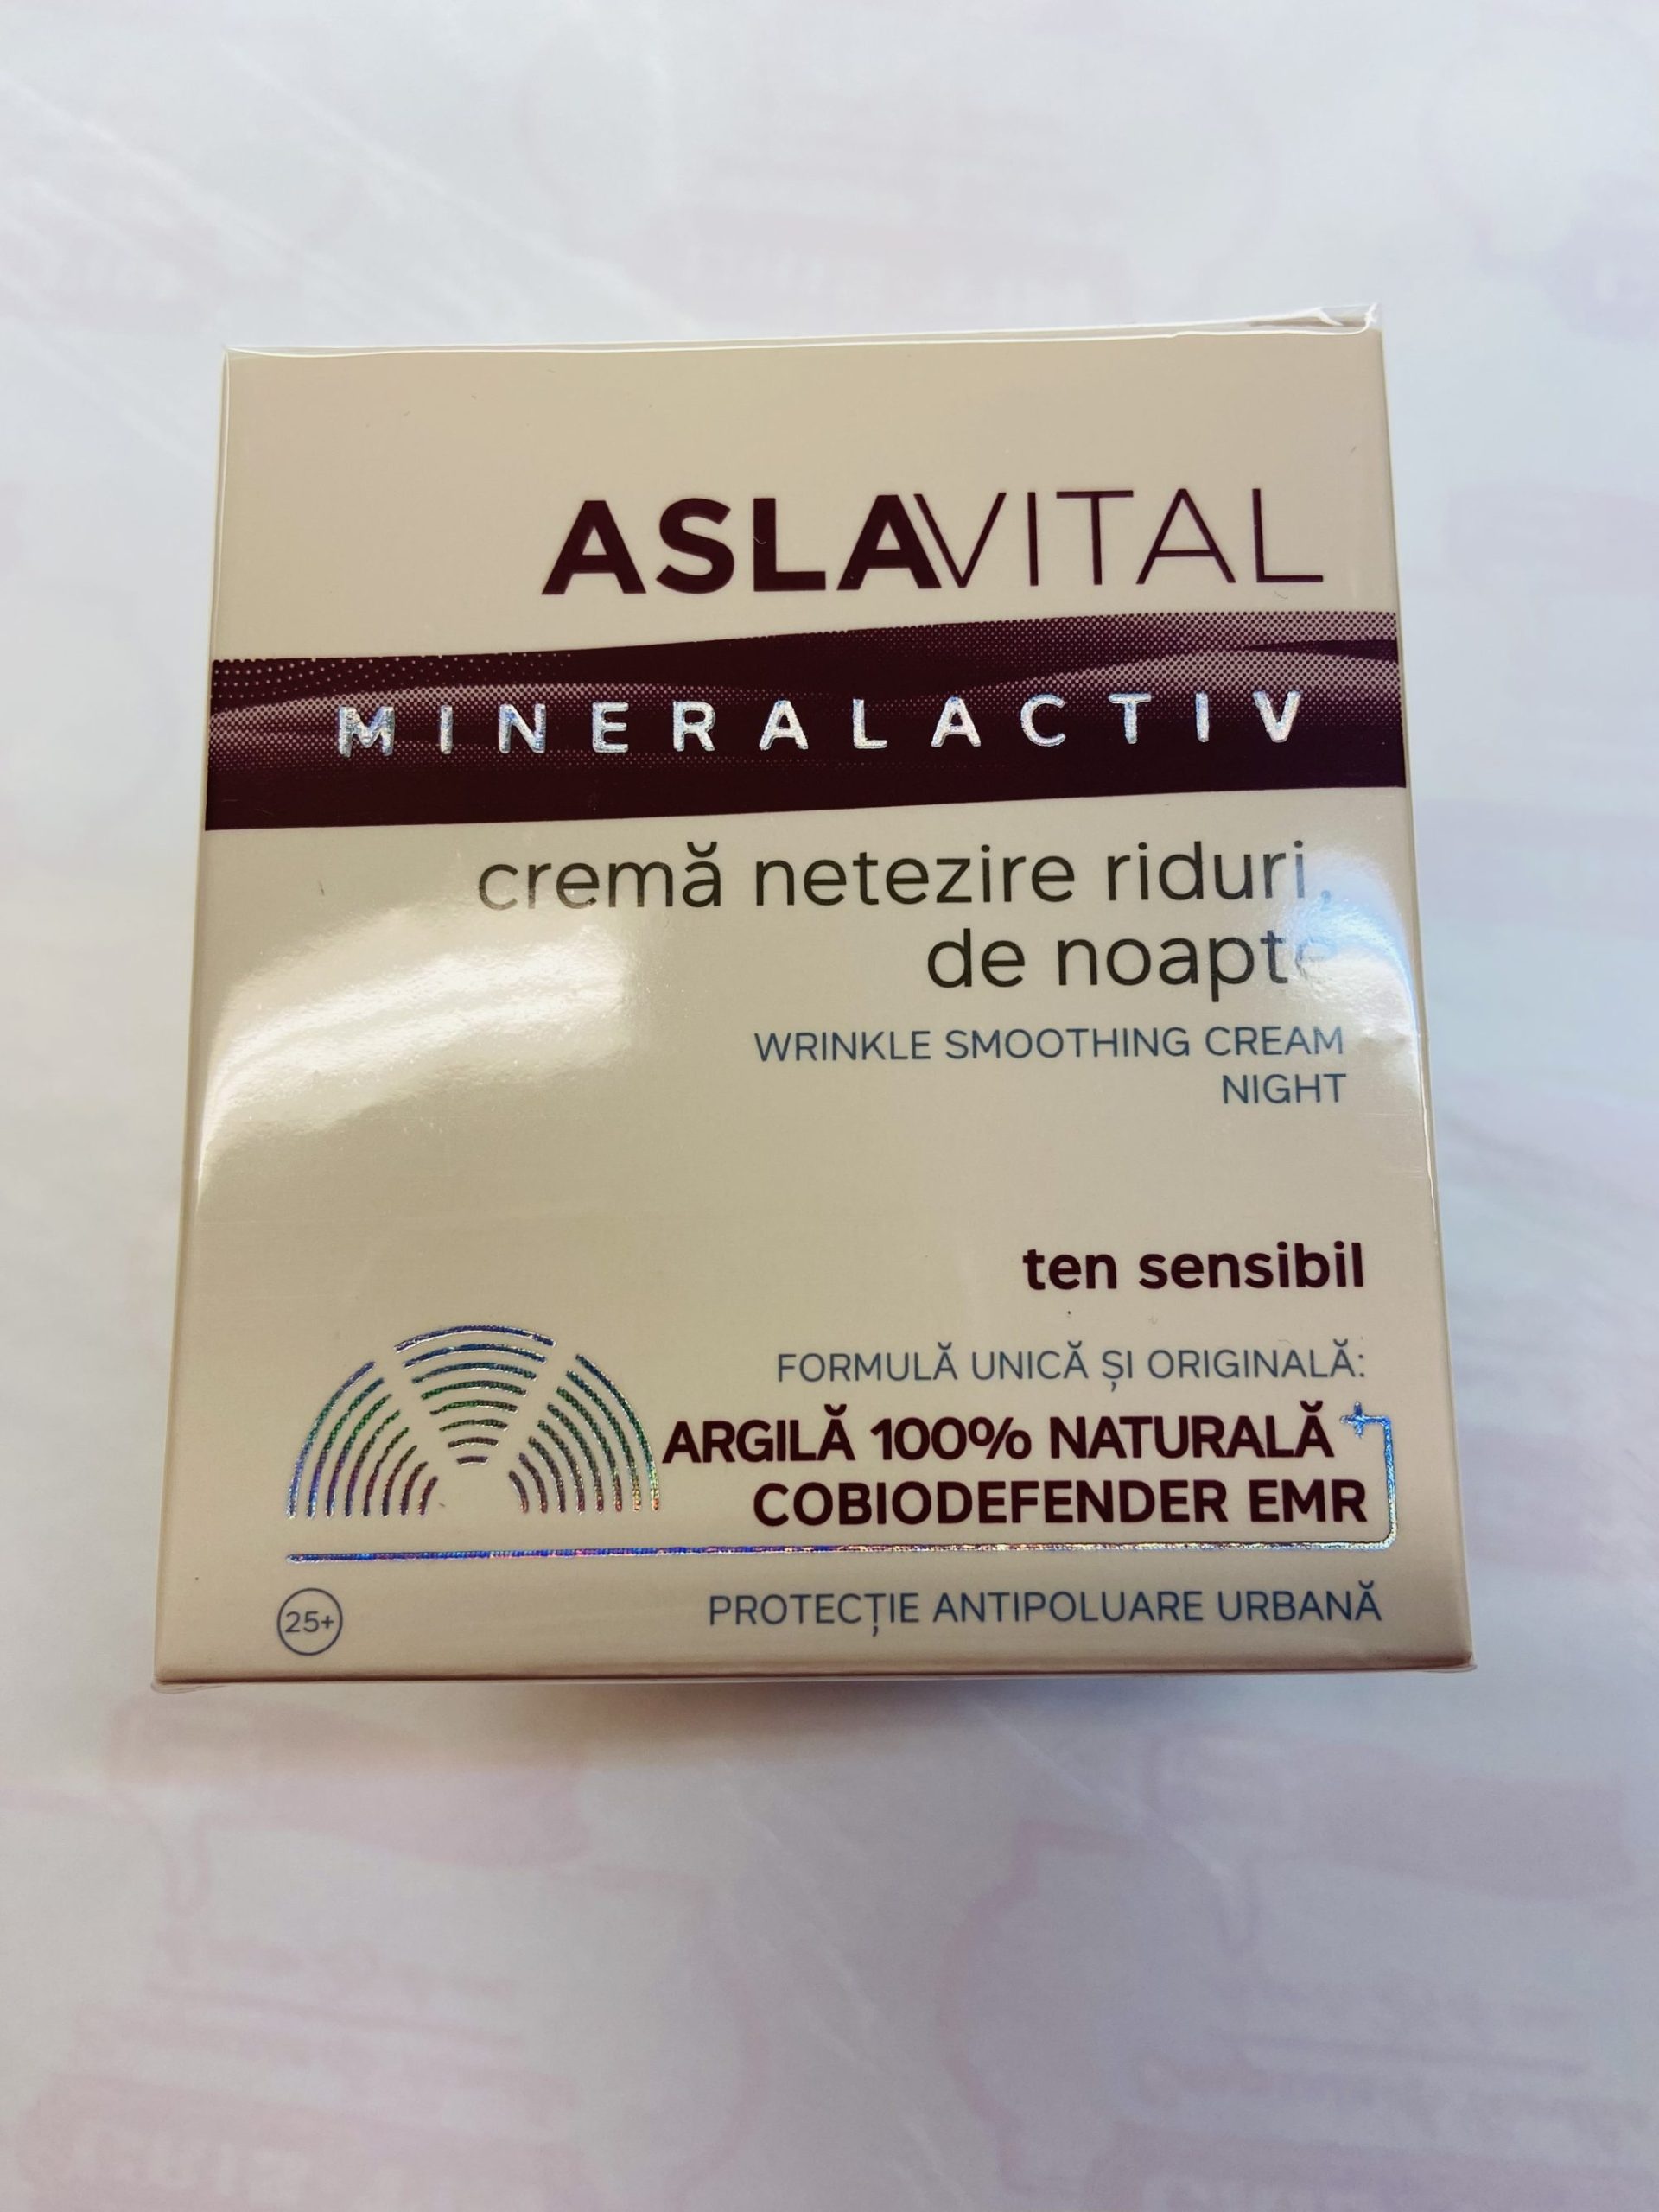 ASLAVITAL
MINERALACTIV
cremă netezire riduri,
de noapte
WRINKLE SMOOTHING CREAM
NIGHT
ten sensibil
FORMULĂ UNICĂ ȘI ORIGINALĂ:
ARGILĂ 100% NATURALĂ +
COBIODEFENDER EMR
25+
PROTECȚIE ANTIPOLUARE URBANĂ